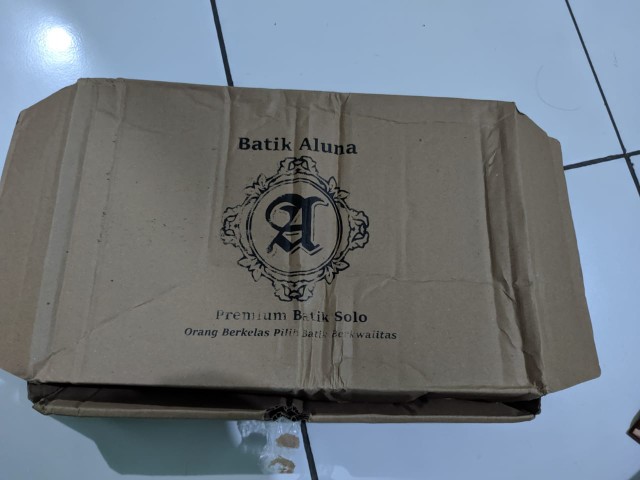 Batik Aluna
A
Premium Batik Solo
Orang Berkelas Pilih Batik Berkwalitas